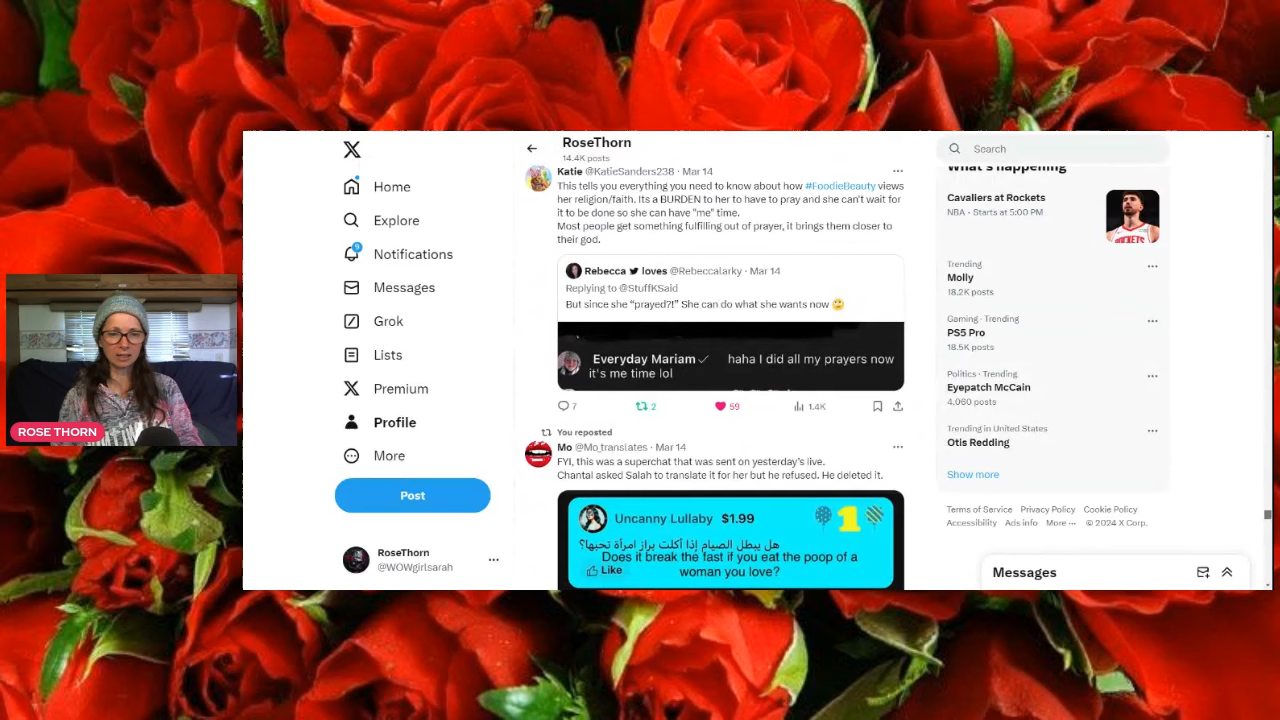 RoseThorn
14.4K posts
Home
Explore
9
Notifications
Messages
Grok
Lists
Premium
Profile
More
Post
RoseThorn
@WOWgirlsarah
Katie @KatieSanders238 · Mar 14
This tells you everything you need to know about how #FoodieBeauty views
her religion/faith. Its a BURDEN to her to have to pray and she can't wait for
it to be done so she can have "me" time.
Most people get something fulfilling out of prayer, it brings them closer to
their god.
Rebecca loves @Rebeccalarky · Mar 14
Replying to @StuffKSaid
But since she “prayed?!” She can do what she wants now 🙄
Everyday Mariam haha I did all my prayers now
it's me time lol
7 2 59 1.4K
You reposted
Mo @Mo_translates · Mar 14
FYI, this was a superchat that was sent on yesterday's live.
Chantal asked Salah to translate it for her but he refused. He deleted it.
Uncanny Lullaby $1.99
1
هل يبطل الصيام إذا أكلت براز امرأة تحبها؟
Does it break the fast if you eat the poop of a
woman you love?
Like
Search
What's happening
Cavaliers at Rockets
NBA · Starts at 5:00 PM
ROCKETS
Trending
Molly
18.2K posts
Gaming · Trending
PS5 Pro
18.5K posts
Politics · Trending
Eyepatch McCain
4,060 posts
Trending in United States
Otis Redding
Show more
Terms of Service Privacy Policy Cookie Policy
Accessibility Ads info More ··· © 2024 X Corp.
Messages
ROSE THORN